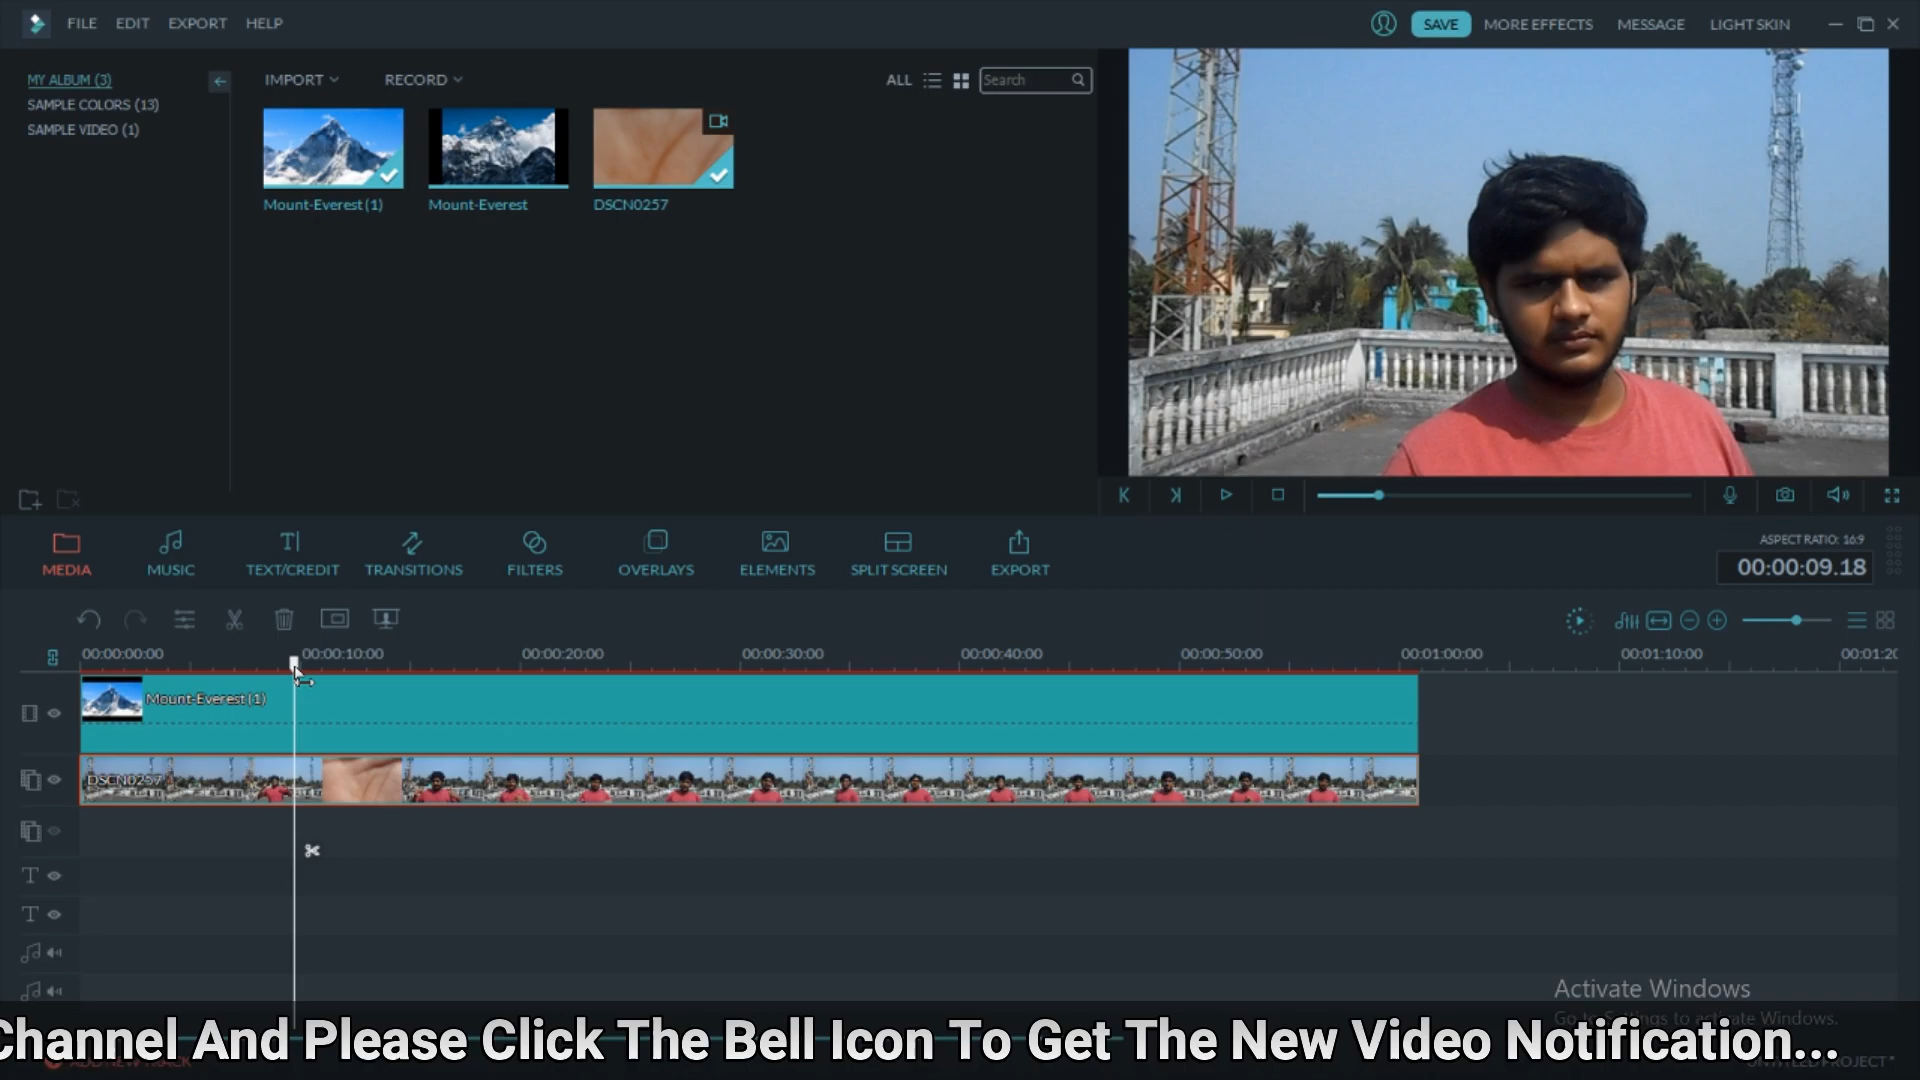 FILE EDIT EXPORT HELP
SAVE MORE EFFECTS MESSAGE LIGHT SKIN
MY ALBUM (3)
SAMPLE COLORS (13)
SAMPLE VIDEO (1)
IMPORT RECORD ALL Search
Mount-Everest(1) Mount-Everest DSCN0257
MEDIA MUSIC TEXT/CREDIT TRANSITIONS FILTERS OVERLAYS ELEMENTS SPLIT SCREEN EXPORT
ASPECT RATIO: 16:9
00:00:09.18
00:00:00:00 00:00:10:00 00:00:20:00 00:00:30:00 00:00:40:00 00:00:50:00 00:01:00:00 00:01:10:00 00:01:20
Mount-Everest(1)
DSCN0257
Activate Windows
Go to Settings to activate Windows.
Channel And Please Click The Bell Icon To Get The New Video Notification...
ADD NEW TRACK
UNTITLED PROJECT*